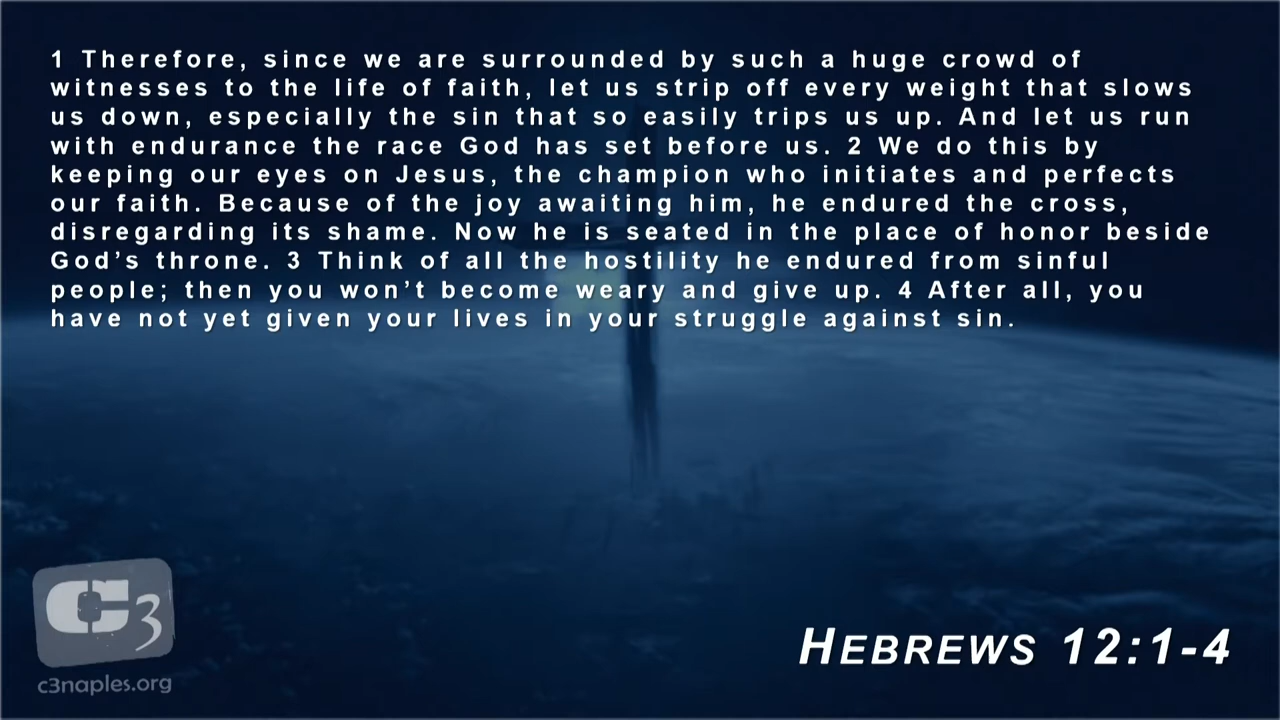 1 Therefore, since we are surrounded by such a huge crowd of
witnesses to the life of faith, let us strip off every weight that slows
us down, especially the sin that so easily trips us up. And let us run
with endurance the race God has set before us. 2 We do this by
keeping our eyes on Jesus, the champion who initiates and perfects
our faith. Because of the joy awaiting him, he endured the cross,
disregarding its shame. Now he is seated in the place of honor beside
God’s throne. 3 Think of all the hostility he endured from sinful
people; then you won’t become weary and give up. 4 After all, you
have not yet given your lives in your struggle against sin.
C3
c3naples.org
HEBREWS 12:1-4